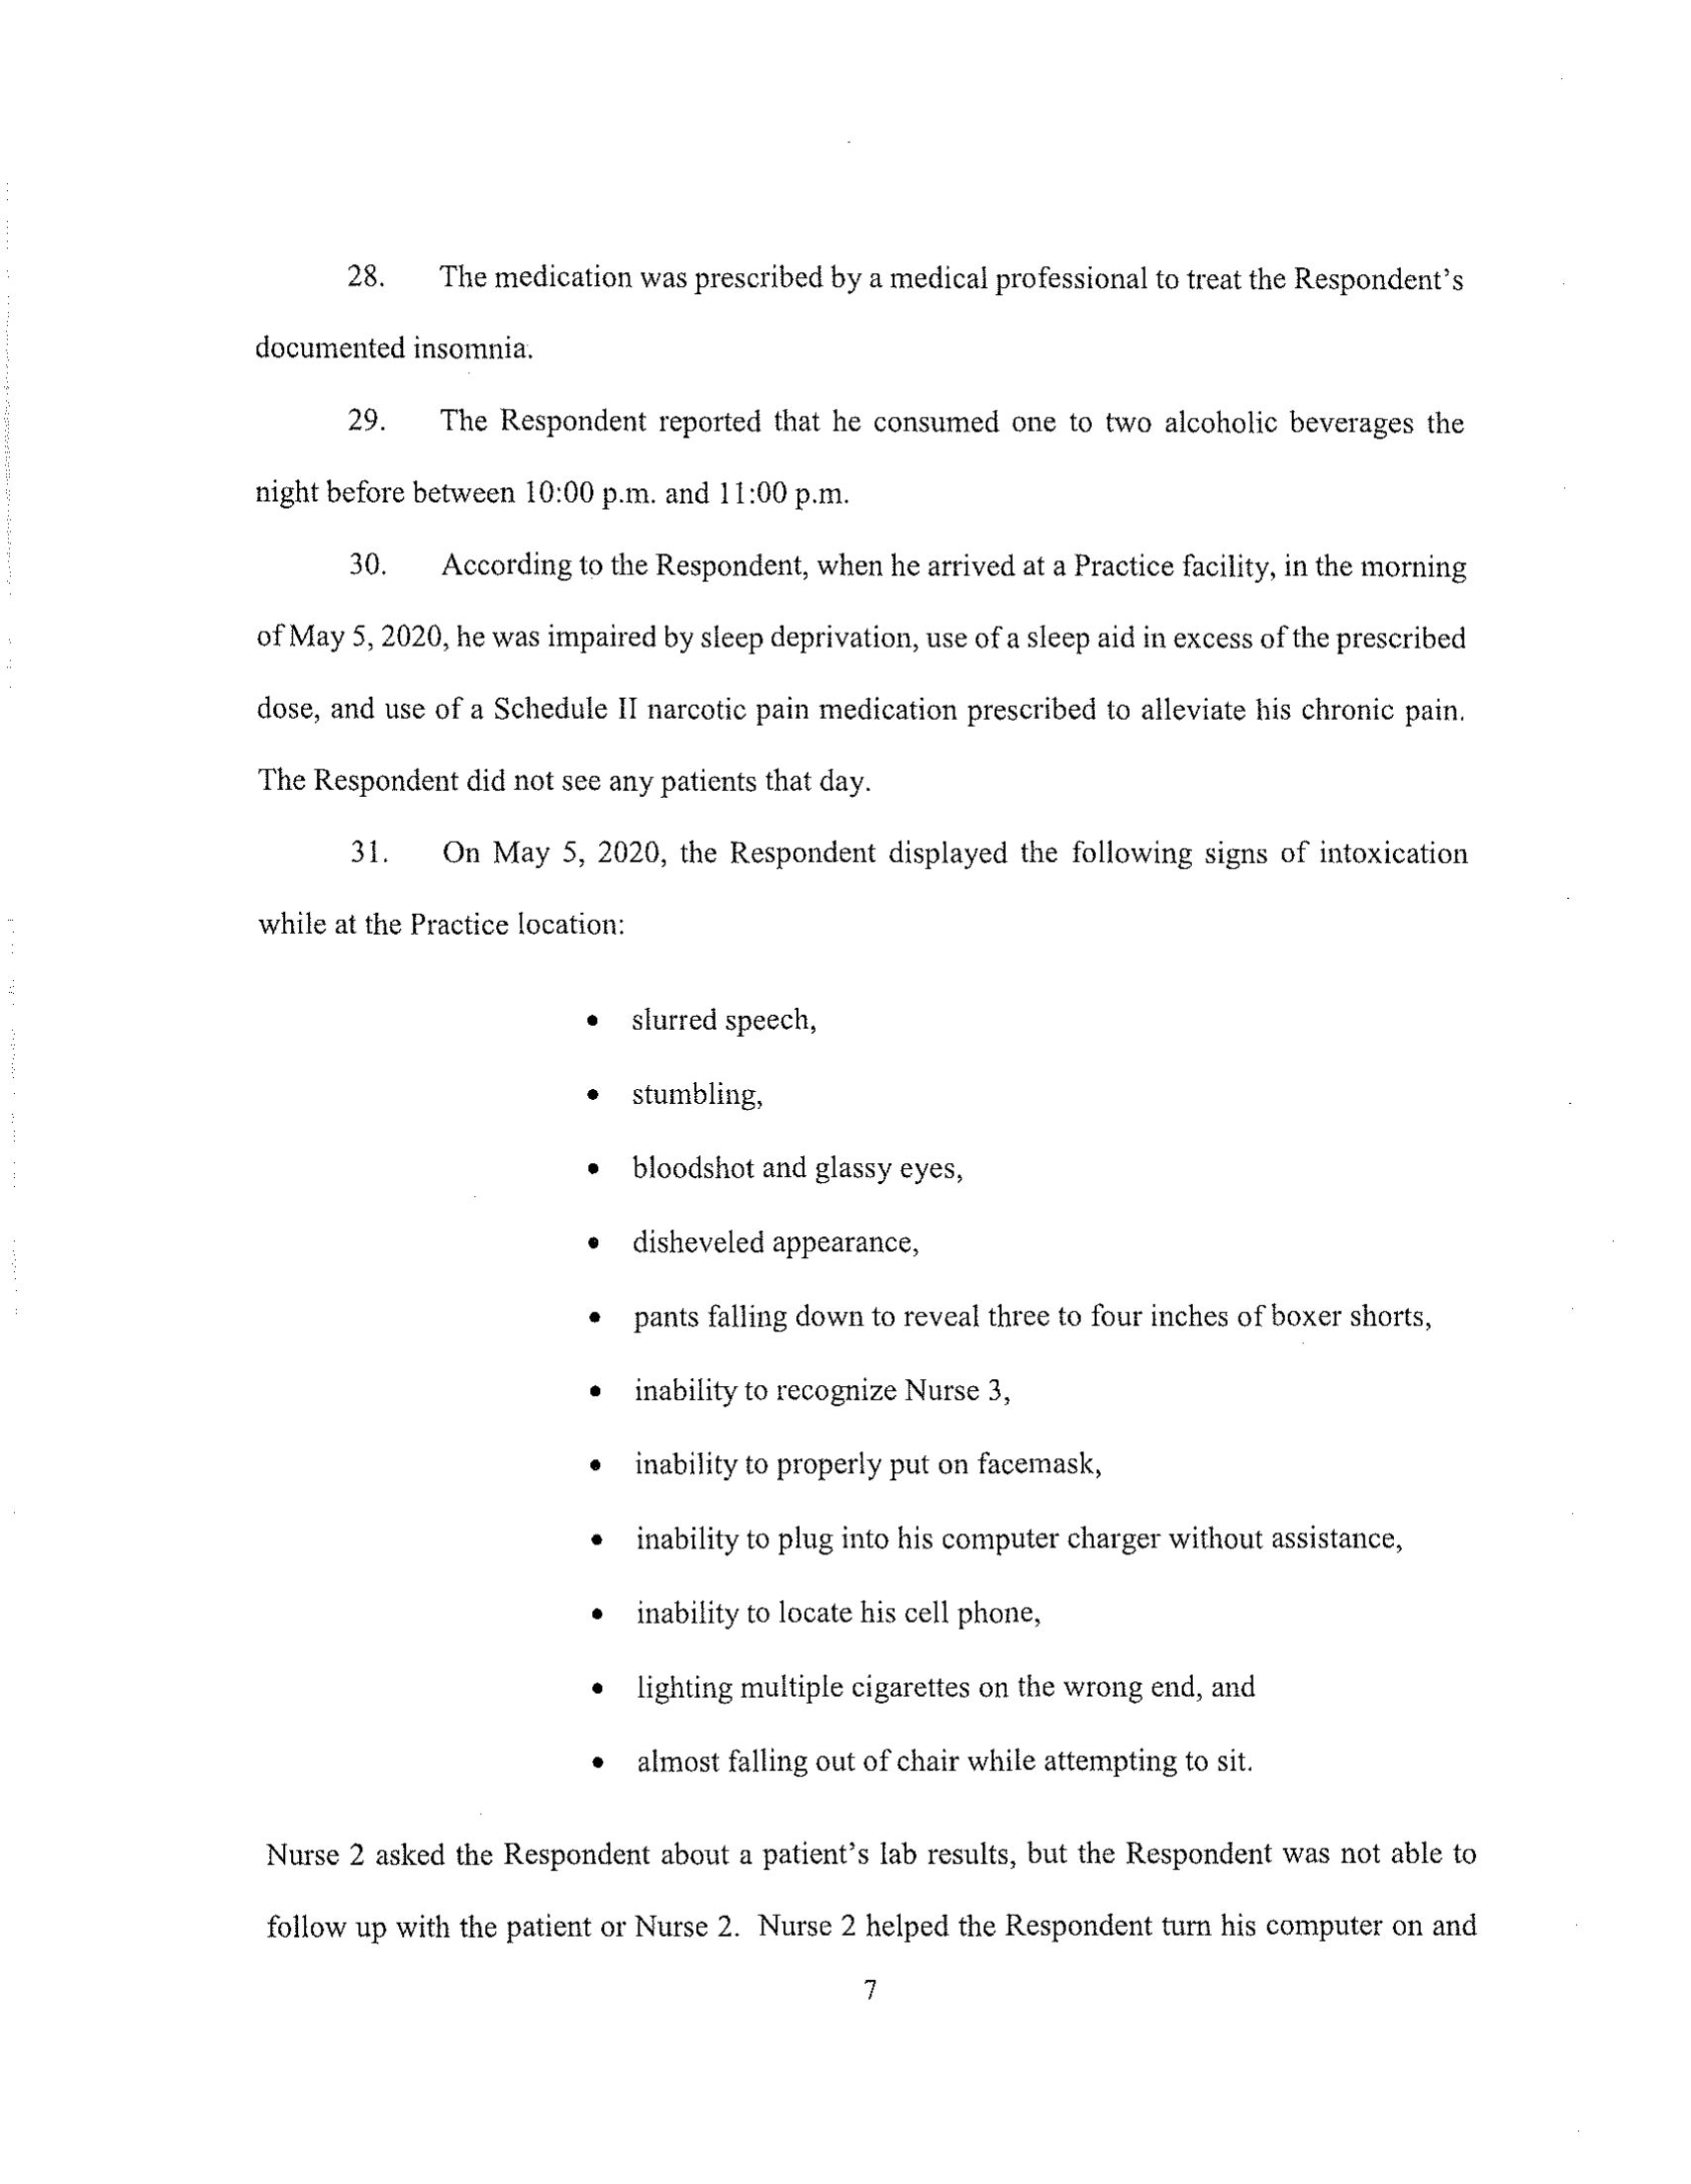 28. The medication was prescribed by a medical professional to treat the Respondent's
documented insomnia.
29. The Respondent reported that he consumed one to two alcoholic beverages the
night before between 10:00 p.m. and 11:00 p.m.
30. According to the Respondent, when he arrived at a Practice facility, in the morning
of May 5, 2020, he was impaired by sleep deprivation, use of a sleep aid in excess of the prescribed
dose, and use of a Schedule II narcotic pain medication prescribed to alleviate his chronic pain.
The Respondent did not see any patients that day.
31. On May 5, 2020, the Respondent displayed the following signs of intoxication
while at the Practice location:
• slurred speech,
• stumbling,
• bloodshot and glassy eyes,
• disheveled appearance,
• pants falling down to reveal three to four inches of boxer shorts,
• inability to recognize Nurse 3,
• inability to properly put on facemask,
• inability to plug into his computer charger without assistance,
• inability to locate his cell phone,
• lighting multiple cigarettes on the wrong end, and
• almost falling out of chair while attempting to sit.
Nurse 2 asked the Respondent about a patient's lab results, but the Respondent was not able to
follow up with the patient or Nurse 2. Nurse 2 helped the Respondent turn his computer on and
7